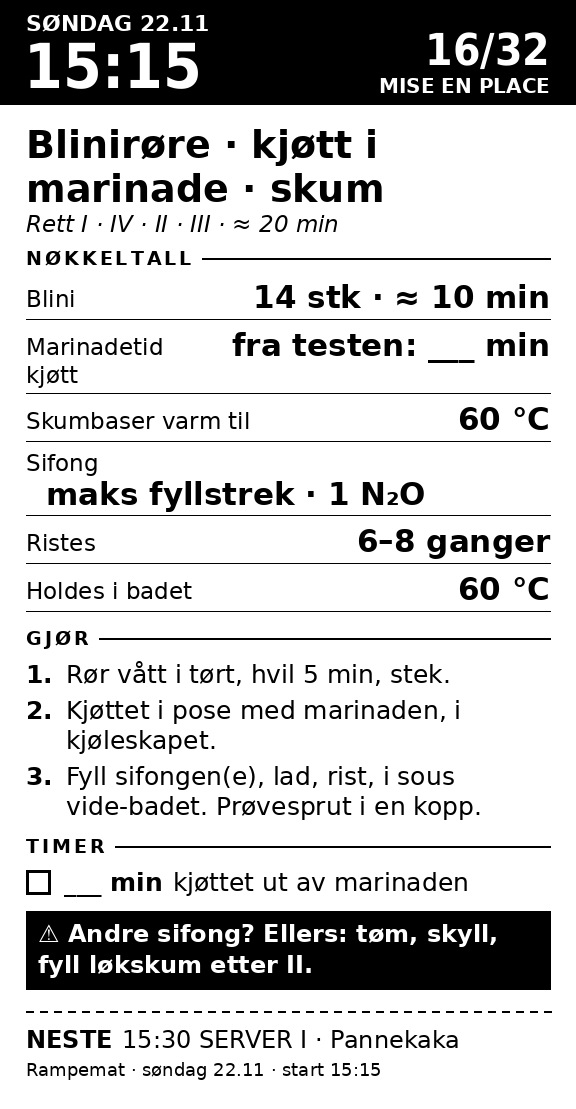 SØNDAG 22.11
15:15
16/32
MISE EN PLACE
Blinirøre · kjøtt i
marinade · skum
Rett I · IV · II · III · ≈ 20 min
NØKKELTALL
Blini 14 stk · ≈ 10 min
Marinadetid kjøtt fra testen: ___ min
Skumbaser varm til 60 °C
Sifong
maks fyllstrek · 1 N₂O
Ristes 6–8 ganger
Holdes i badet 60 °C
GJØR
1. Rør vått i tørt, hvil 5 min, stek.
2. Kjøttet i pose med marinaden, i
kjøleskapet.
3. Fyll sifongen(e), lad, rist, i sous
vide-badet. Prøvesprut i en kopp.
TIMER
☐ ___ min kjøttet ut av marinaden
⚠ Andre sifong? Ellers: tøm, skyll,
fyll løkskum etter II.
NESTE 15:30 SERVER I · Pannekaka
Rampemat · søndag 22.11 · start 15:15